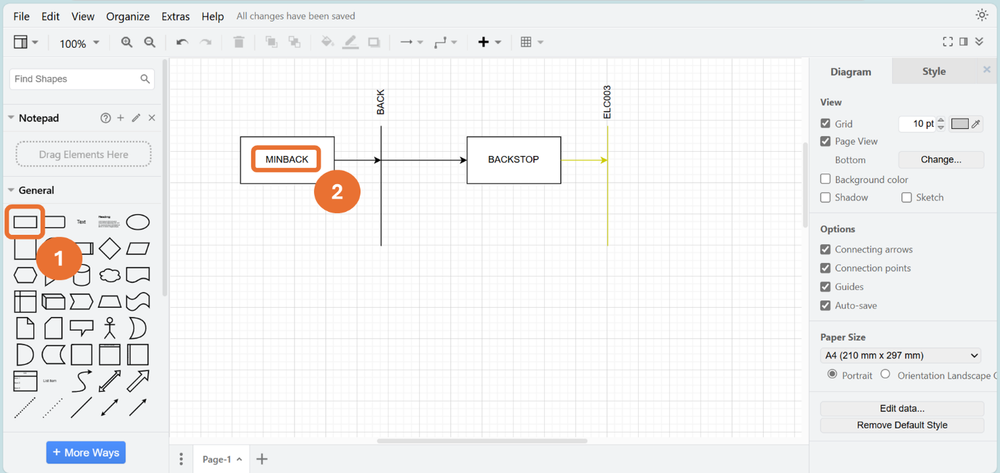 File Edit View Organize Extras Help All changes have been saved
100%
Find Shapes
Notepad
Drag Elements Here
General
Text
Heading
List Item
1
+ More Ways
BACK
ELC003
MINBACK
BACKSTOP
2
Page-1
Diagram Style
View
Grid 10 pt
Page View
Bottom Change...
Background color
Shadow Sketch
Options
Connecting arrows
Connection points
Guides
Auto-save
Paper Size
A4 (210 mm x 297 mm)
Portrait Orientation Landscape
Edit data...
Remove Default Style